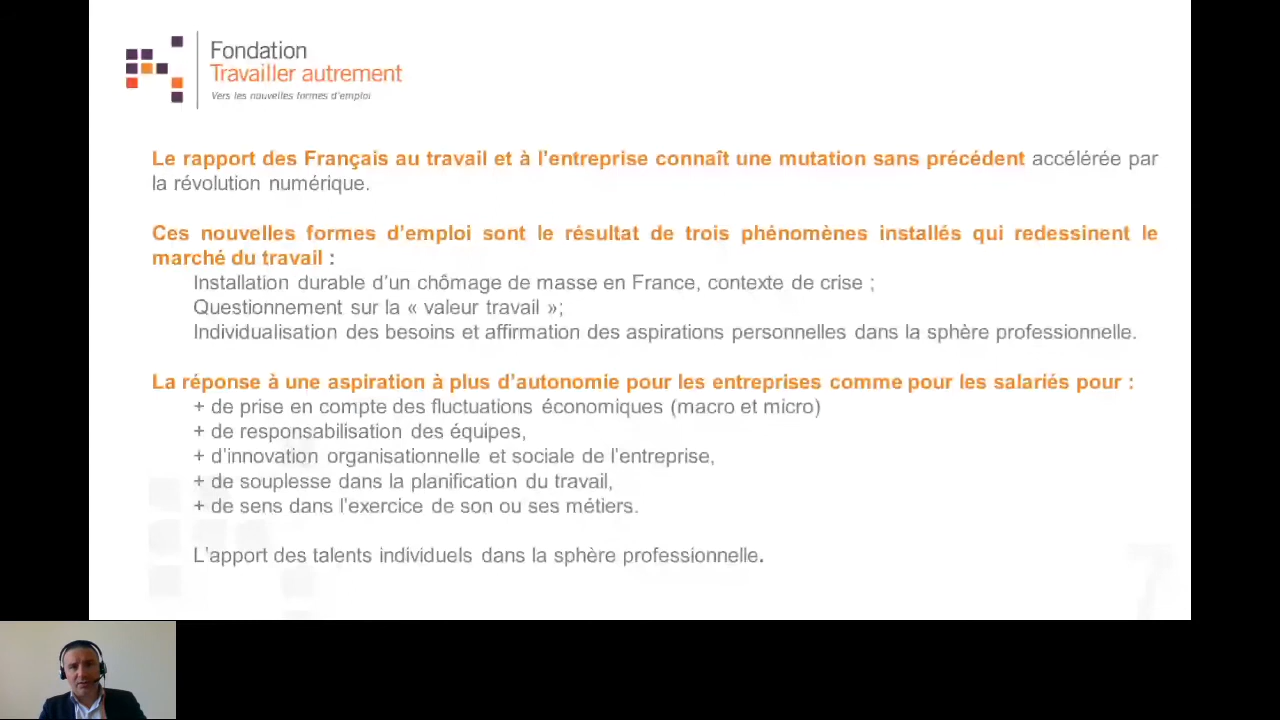 Fondation
Travailler autrement
Vers les nouvelles formes d'emploi
Le rapport des Français au travail et à l'entreprise connaît une mutation sans précédent accélérée par
la révolution numérique.
Ces nouvelles formes d'emploi sont le résultat de trois phénomènes installés qui redessinent le
marché du travail :
Installation durable d'un chômage de masse en France, contexte de crise ;
Questionnement sur la « valeur travail »;
Individualisation des besoins et affirmation des aspirations personnelles dans la sphère professionnelle.
La réponse à une aspiration à plus d'autonomie pour les entreprises comme pour les salariés pour :
+ de prise en compte des fluctuations économiques (macro et micro)
+ de responsabilisation des équipes,
+ d'innovation organisationnelle et sociale de l'entreprise,
+ de souplesse dans la planification du travail,
+ de sens dans l'exercice de son ou ses métiers.
L'apport des talents individuels dans la sphère professionnelle.
7